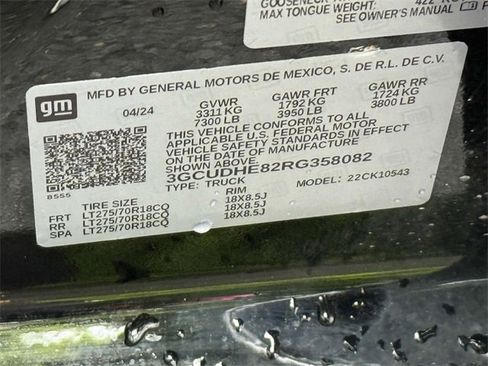 GOOSENECK
MAX TONGUE WEIGHT: 422 KG
SEE OWNER'S MANUAL
gm
MFD BY GENERAL MOTORS DE MEXICO, S. DE R.L. DE C.V.
04/24 GVWR GAWR FRT GAWR RR
3311 KG 1792 KG 1724 KG
7300 LB 3950 LB 3800 LB
THIS VEHICLE CONFORMS TO ALL
APPLICABLE U.S. FEDERAL MOTOR
VEHICLE SAFETY STANDARDS IN EFFECT
ON THE DATE OF MANUFACTURE
3GCUDHE82RG358082
TYPE: TRUCK MODEL: 22CK10543
8555
TIRE SIZE RIM
FRT LT275/70R18CQ 18X8.5J
RR LT275/70R18CQ 18X8.5J
SPA LT275/70R18CQ 18X8.5J